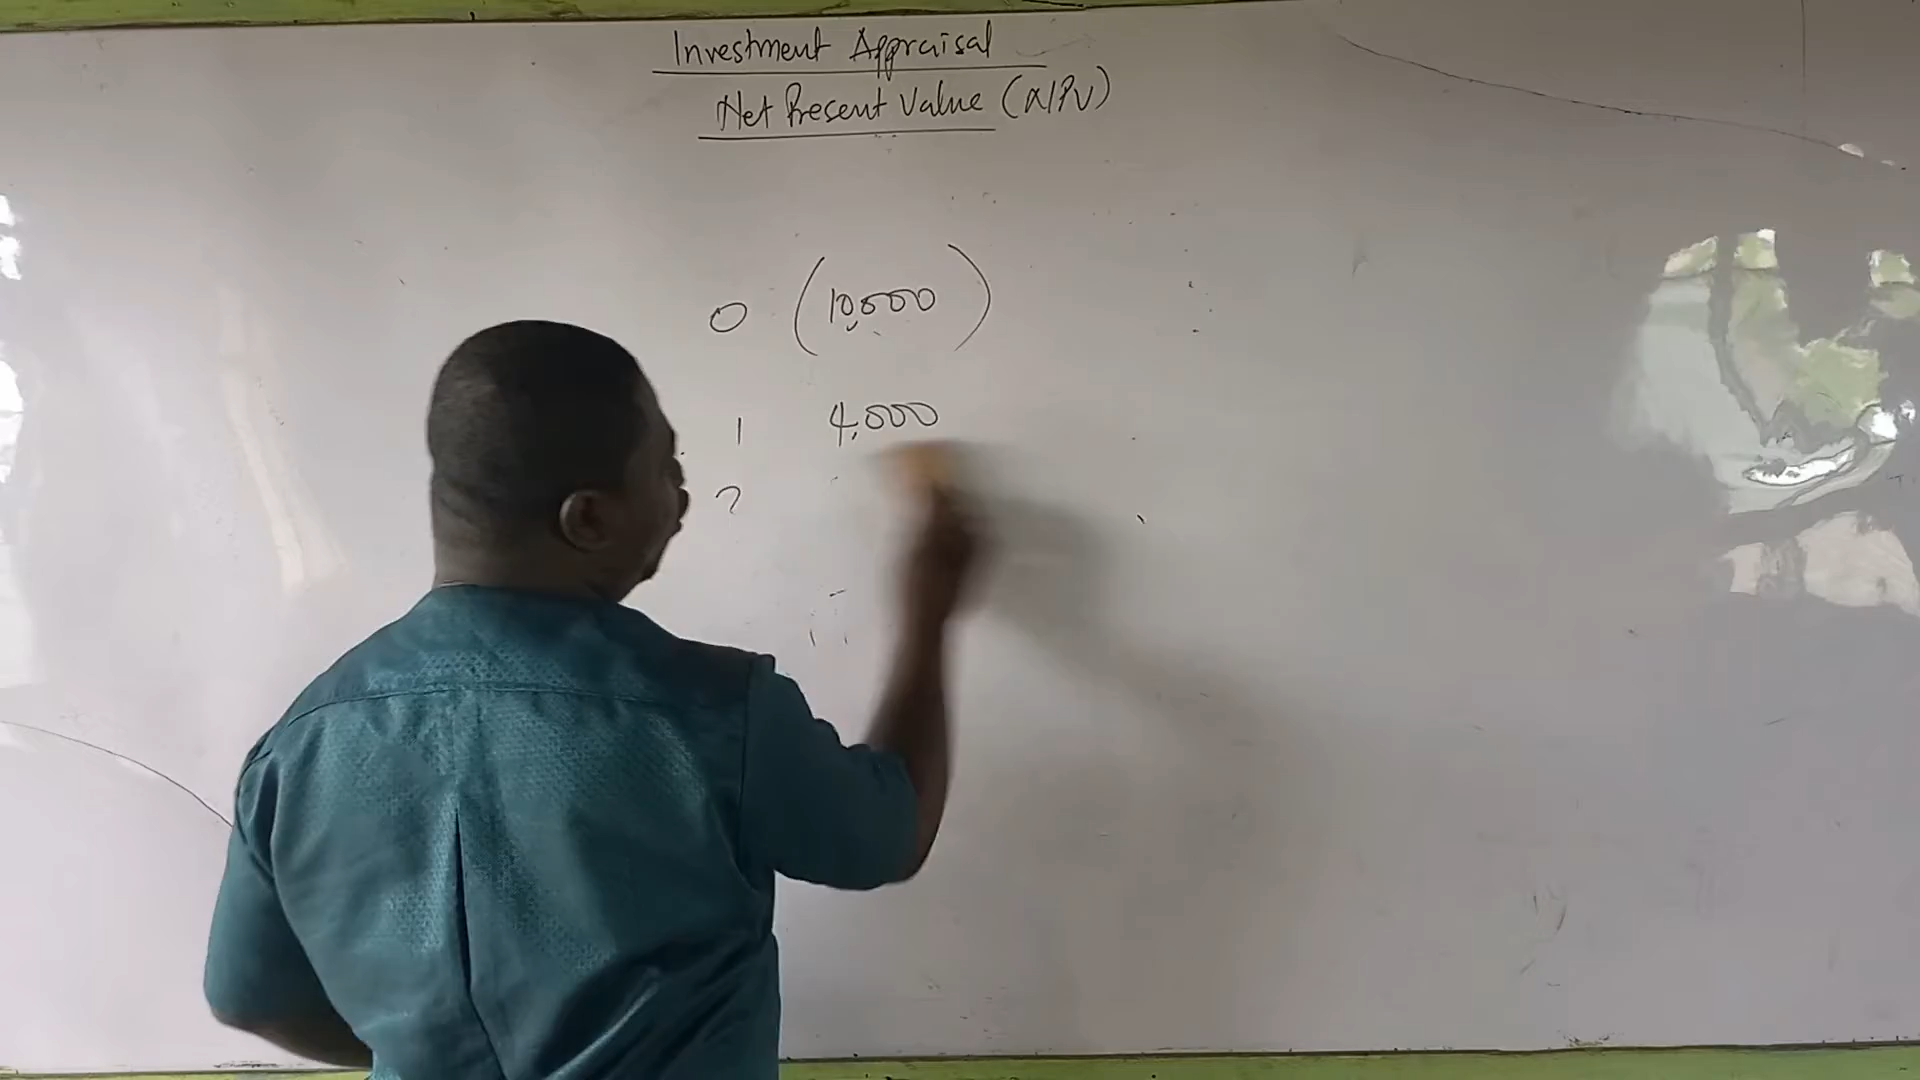 Investment Appraisal
Net Present Value (NPV)
0 (10,000)
1 4,000
2